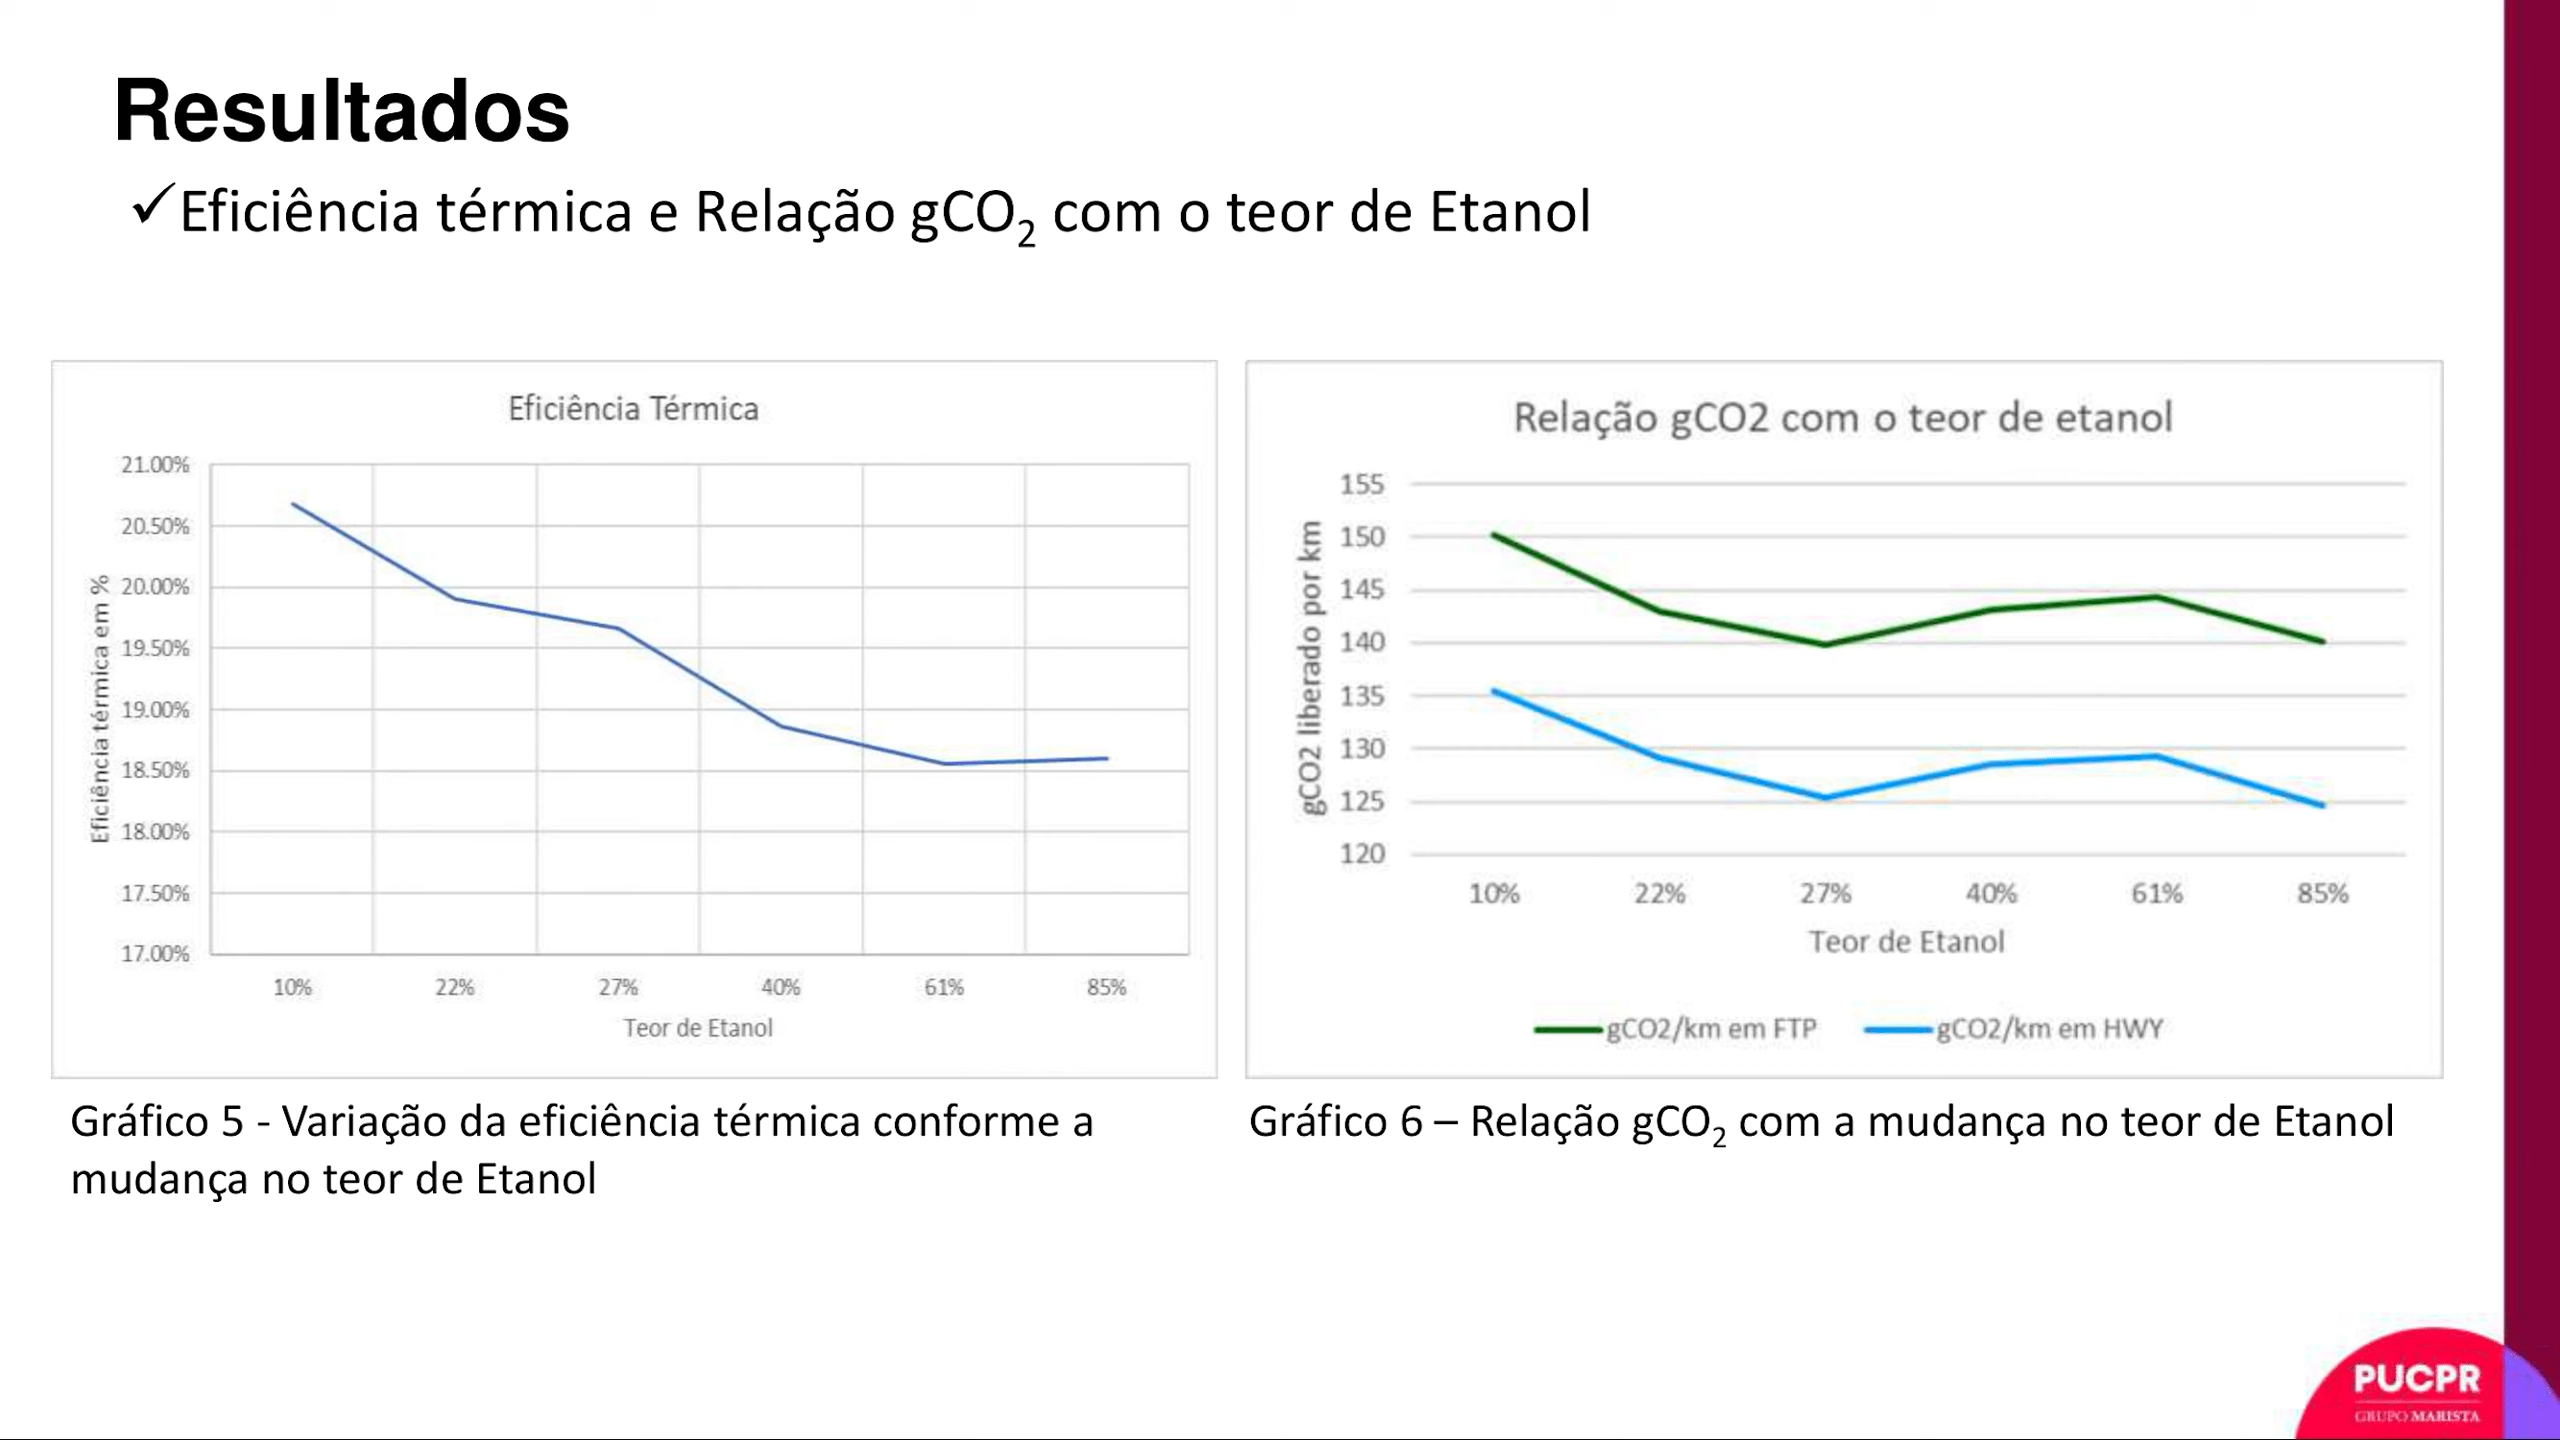 Resultados
✓Eficiência térmica e Relação gCO₂ com o teor de Etanol
Eficiência Térmica
Eficiência térmica em %
21.00%
20.50%
20.00%
19.50%
19.00%
18.50%
18.00%
17.50%
17.00%
10% 22% 27% 40% 61% 85%
Teor de Etanol
Gráfico 5 - Variação da eficiência térmica conforme a
mudança no teor de Etanol
Relação gCO2 com o teor de etanol
gCO2 liberado por km
155
150
145
140
135
130
125
120
10% 22% 27% 40% 61% 85%
Teor de Etanol
gCO2/km em FTP gCO2/km em HWY
Gráfico 6 – Relação gCO₂ com a mudança no teor de Etanol
PUCPR
GRUPO MARISTA